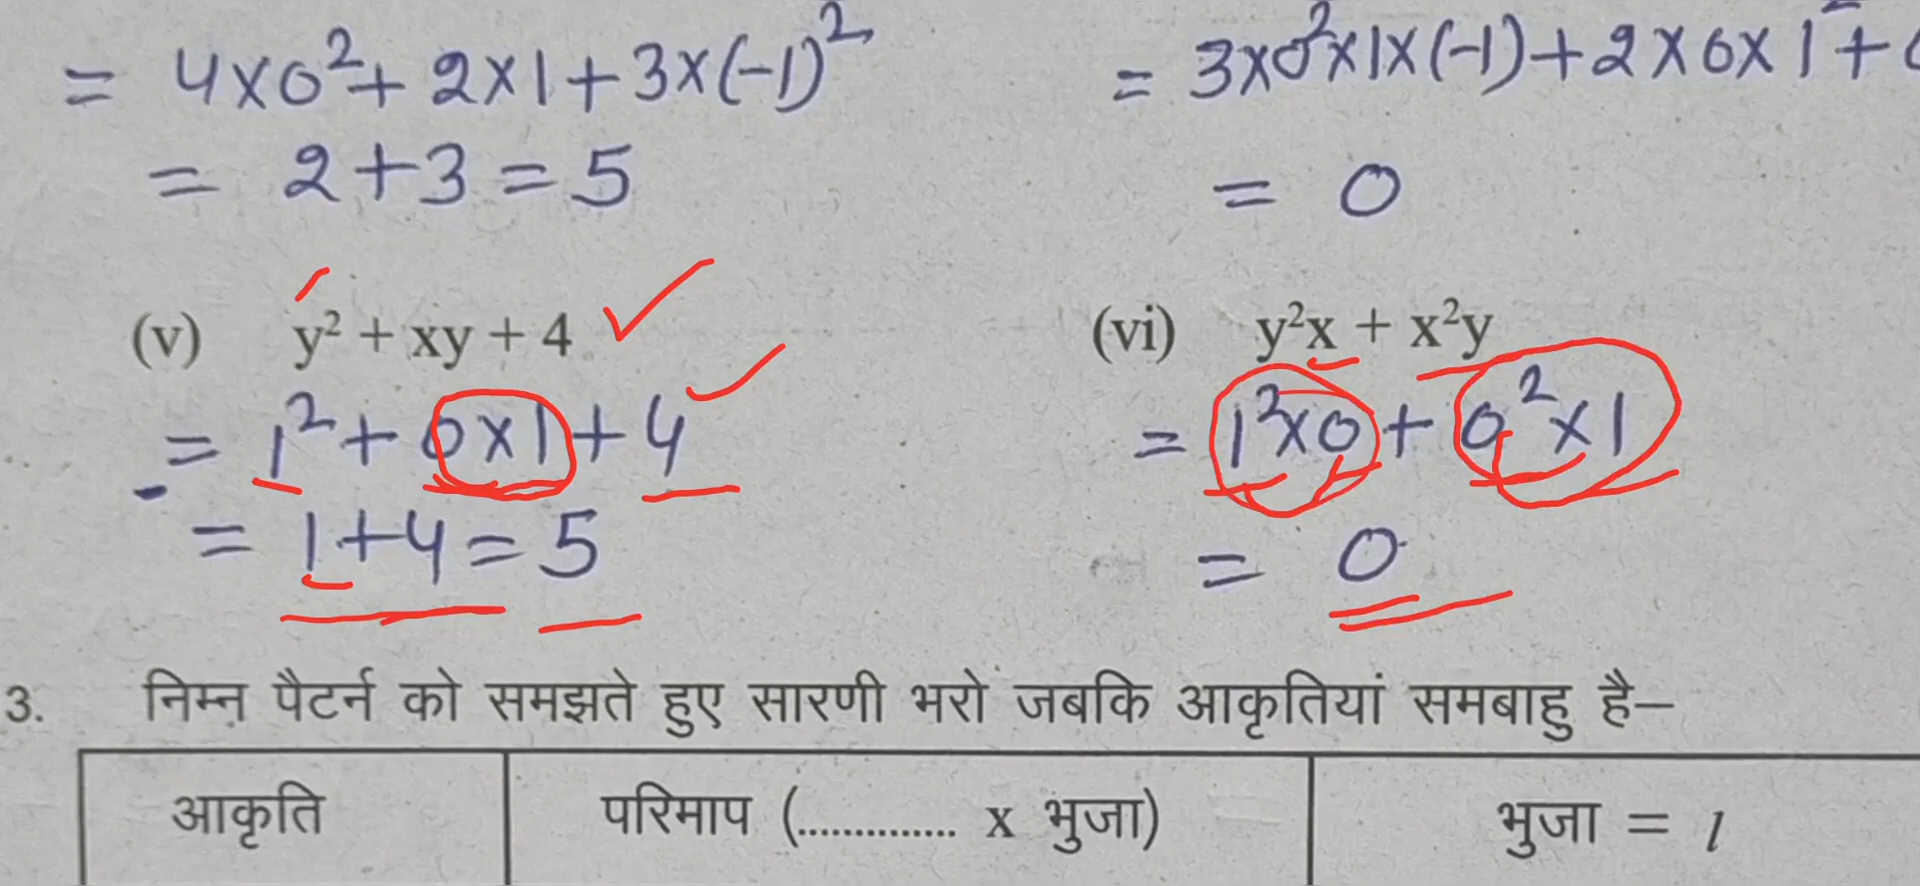 = 4×0²+2×1+3×(-1)²
= 2+3=5
= 3×0²×1×(-1)+2×0×1²+
= 0
(v) y² + xy + 4
= 1²+0×1+4
= 1+4=5
(vi) y²x + x²y
= 1²×0+0²×1
= 0
3. निम्न पैटर्न को समझते हुए सारणी भरो जबकि आकृतियां समबाहु है–
आकृति
परिमाप (.............. x भुजा)
भुजा = l